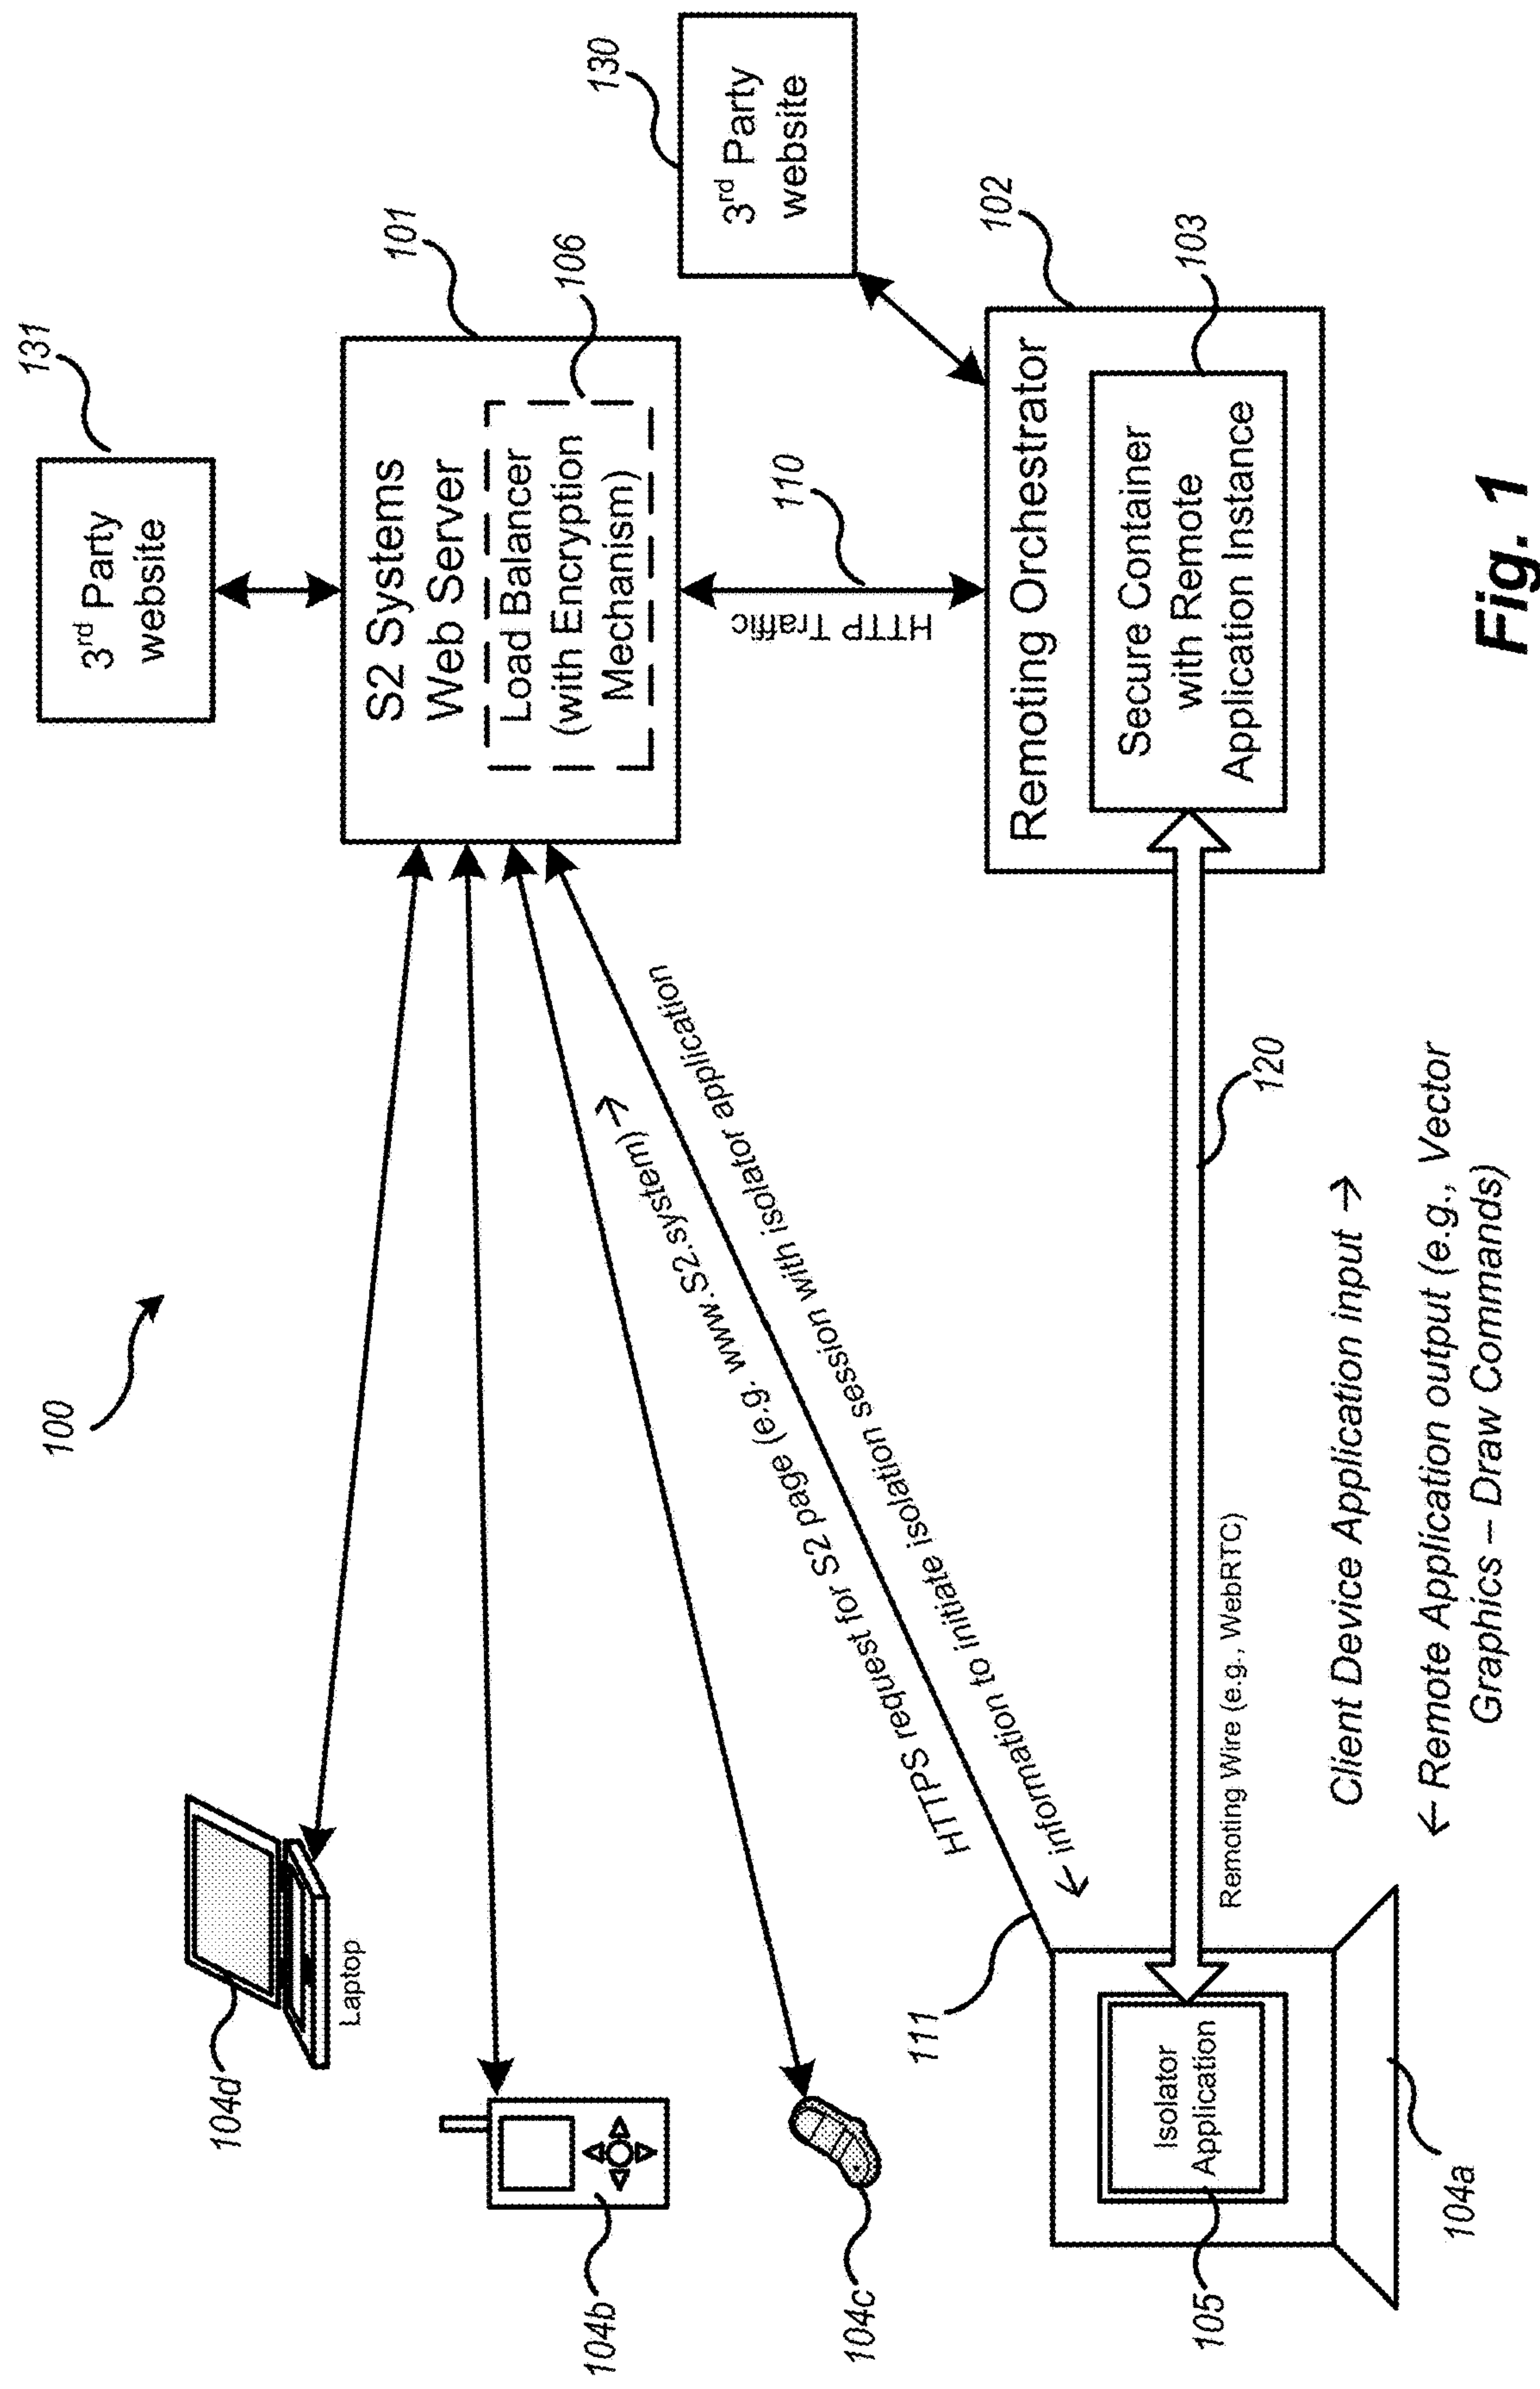 100
131
3rd Party
website
101
S2 Systems
Web Server
106
Load Balancer
(with Encryption
Mechanism)
130
3rd Party
website
110
HTTP Traffic
102
Remoting Orchestrator
103
Secure Container
with Remote
Application Instance
104d
Laptop
104b
104c
HTTPS request for S2 page (e.g. www.S2.system)→
← information to initiate isolation session with isolator application
111
Isolator
Application
105
104a
120
Remoting Wire (e.g., WebRTC)
Client Device Application input →
← Remote Application output (e.g., Vector
Graphics – Draw Commands)
Fig. 1